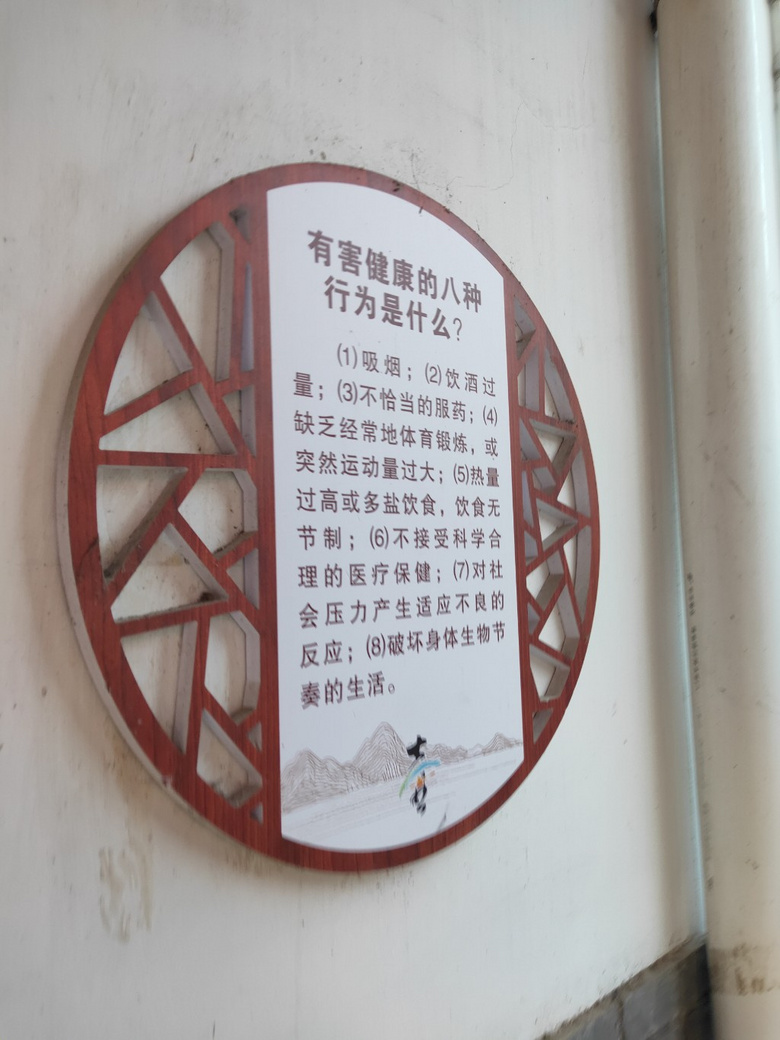 有害健康的八种
行为是什么?
(1)吸烟；(2)饮酒过
量；(3)不恰当的服药；(4)
缺乏经常地体育锻炼，或
突然运动量过大；(5)热量
过高或多盐饮食，饮食无
节制；(6)不接受科学合
理的医疗保健；(7)对社
会压力产生适应不良的
反应；(8)破坏身体生物节
奏的生活。